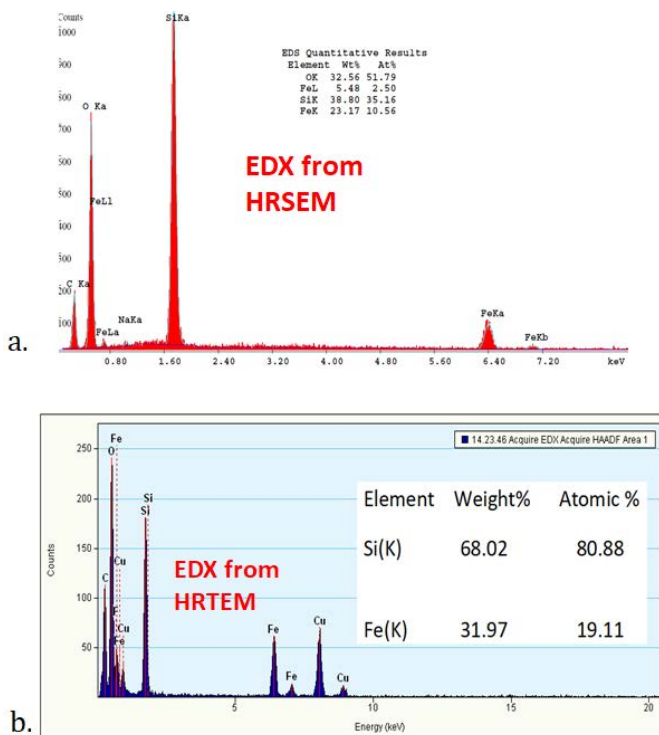 Counts
SiKa
1000
900
800
700
600
500
400
300
200
100
EDS Quantitative Results
Element Wt% At%
OK 32.56 51.79
FeL 5.48 2.50
SiK 38.80 35.16
FeK 23.17 10.56
O Ka
FeLl
C Ka
FeLa
NaKa
EDX from
HRSEM
FeKa
FeKb
a.
0.80 1.60 2.40 3.20 4.00 4.80 5.60 6.40 7.20 keV
14.23.46 Acquire EDX Acquire HAADF Area 1
Counts
250
200
150
100
50
Fe
O
Si
Si
Cu
C
Cu
Fe
EDX from
HRTEM
Element Weight% Atomic %
Si(K) 68.02 80.88
Fe(K) 31.97 19.11
Fe
Fe
Cu
Cu
5 10 15 20
Energy (keV)
b.